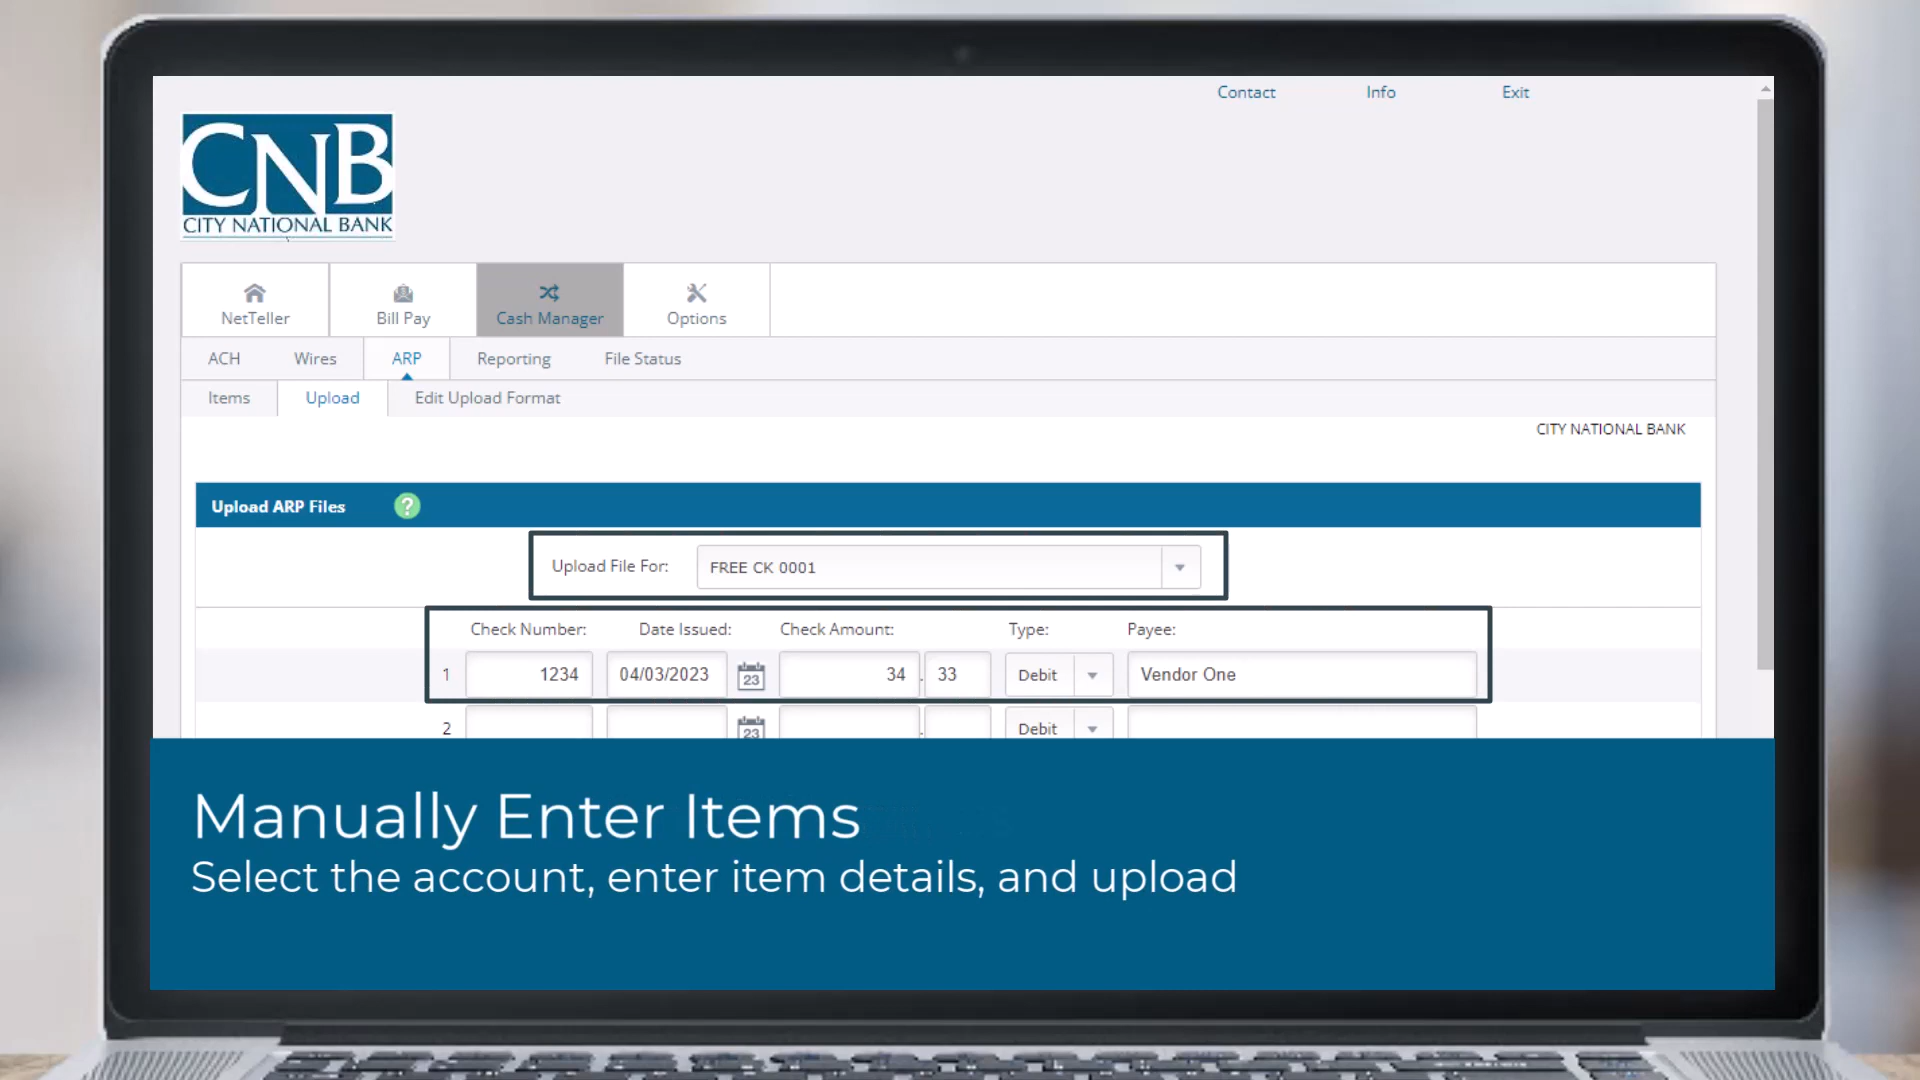 Contact Info Exit
CNB
CITY NATIONAL BANK
NetTeller Bill Pay Cash Manager Options
ACH Wires ARP Reporting File Status
Items Upload Edit Upload Format
CITY NATIONAL BANK
Upload ARP Files ?
Upload File For: FREE CK 0001
Check Number: Date Issued: Check Amount: Type: Payee:
1 1234 04/03/2023 23 34 . 33 Debit Vendor One
2 23 . Debit
Manually Enter Items
Select the account, enter item details, and upload